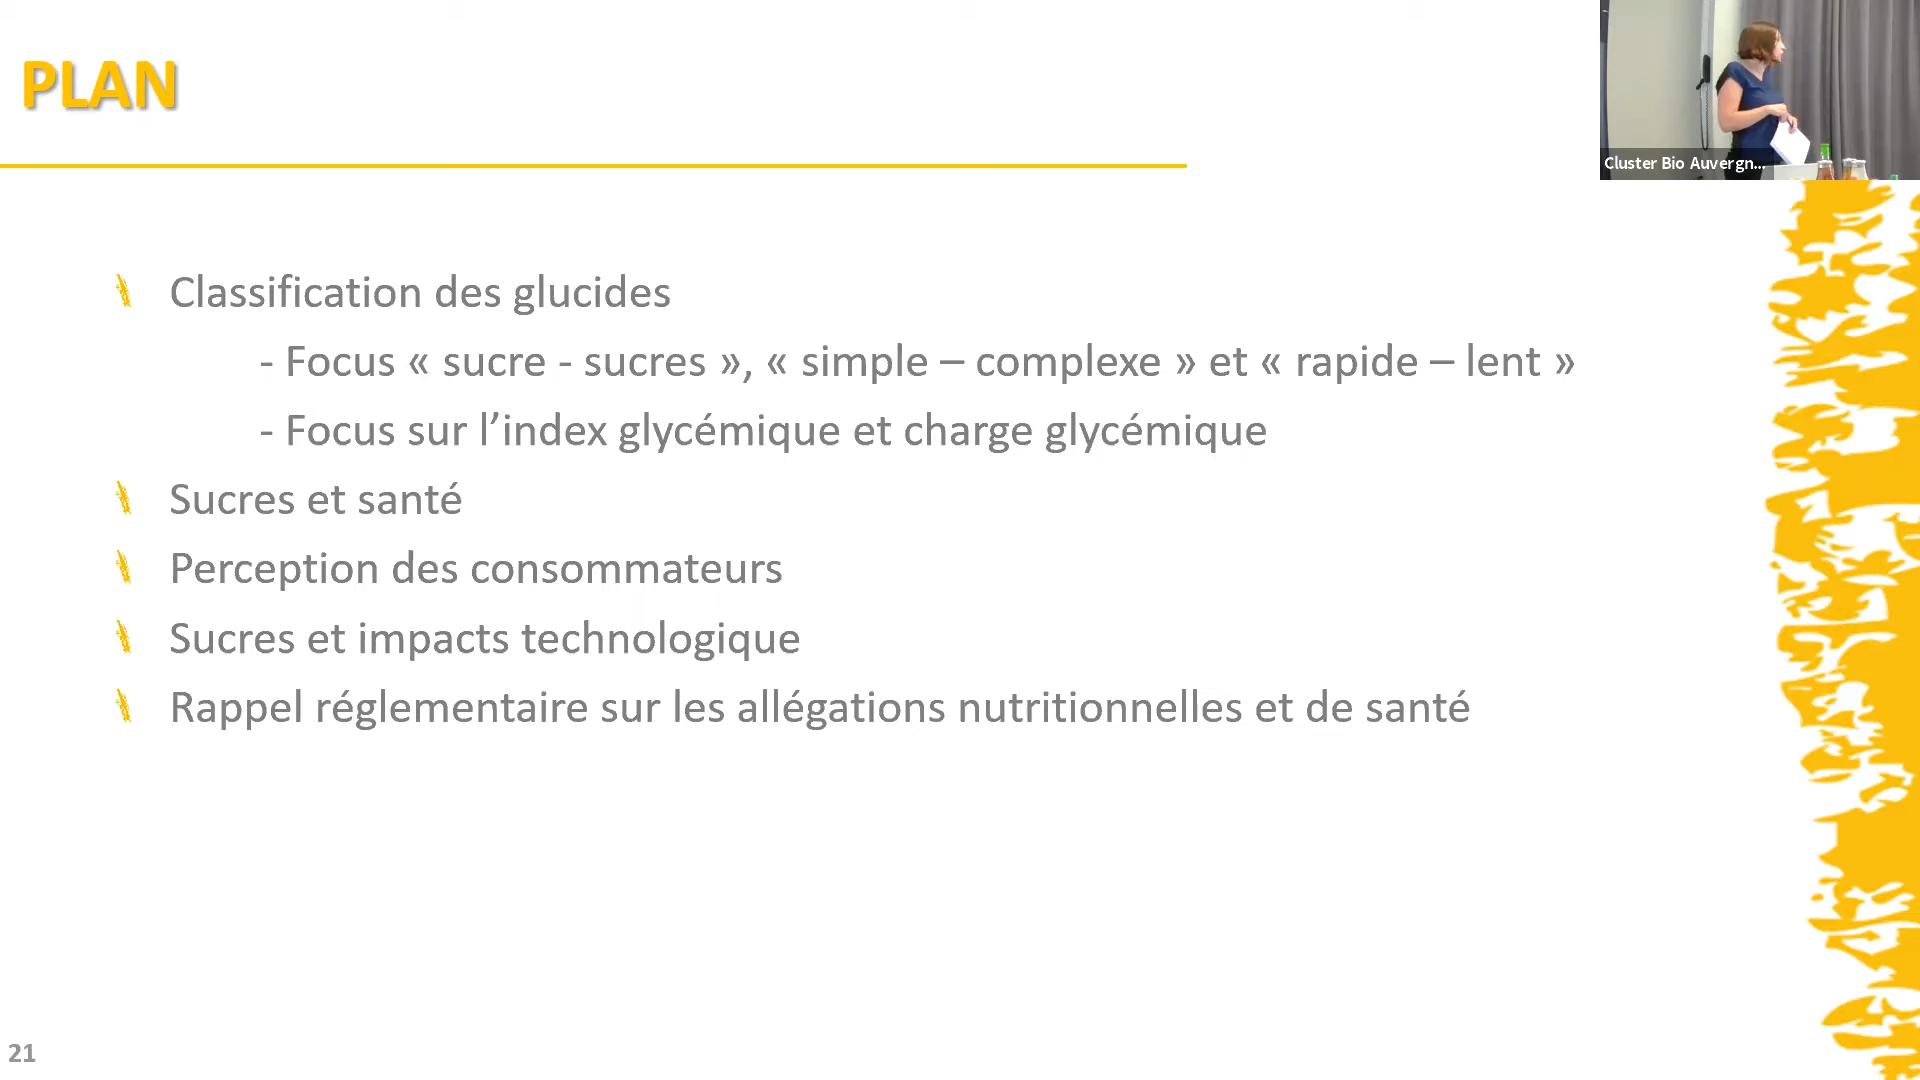 PLAN
Cluster Bio Auvergn...
Classification des glucides
- Focus « sucre - sucres », « simple – complexe » et « rapide – lent »
- Focus sur l’index glycémique et charge glycémique
Sucres et santé
Perception des consommateurs
Sucres et impacts technologique
Rappel réglementaire sur les allégations nutritionnelles et de santé
21